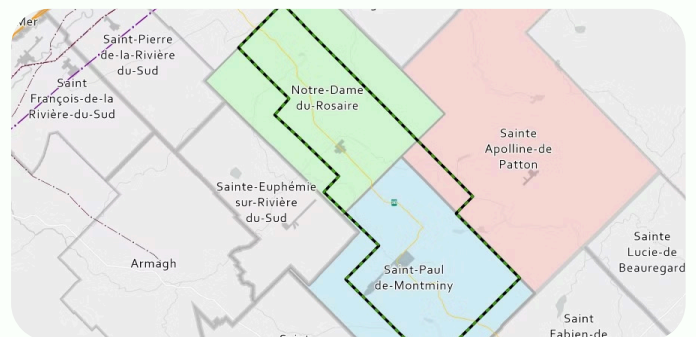 Mer
Saint-Pierre
de-la-Rivière
du-Sud
Saint
François-de-la
Rivière-du-Sud
Notre-Dame
du-Rosaire
Sainte
Apolline-de
Patton
Sainte-Euphémie
sur-Rivière
du-Sud
Armagh
Saint-Paul
de-Montminy
Sainte
Lucie-de
Beauregard
Saint
Fabien-de